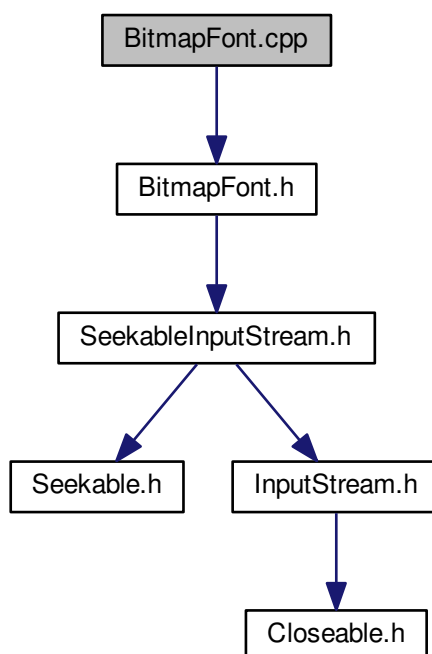 BitmapFont.cpp
BitmapFont.h
SeekableInputStream.h
Seekable.h
InputStream.h
Closeable.h